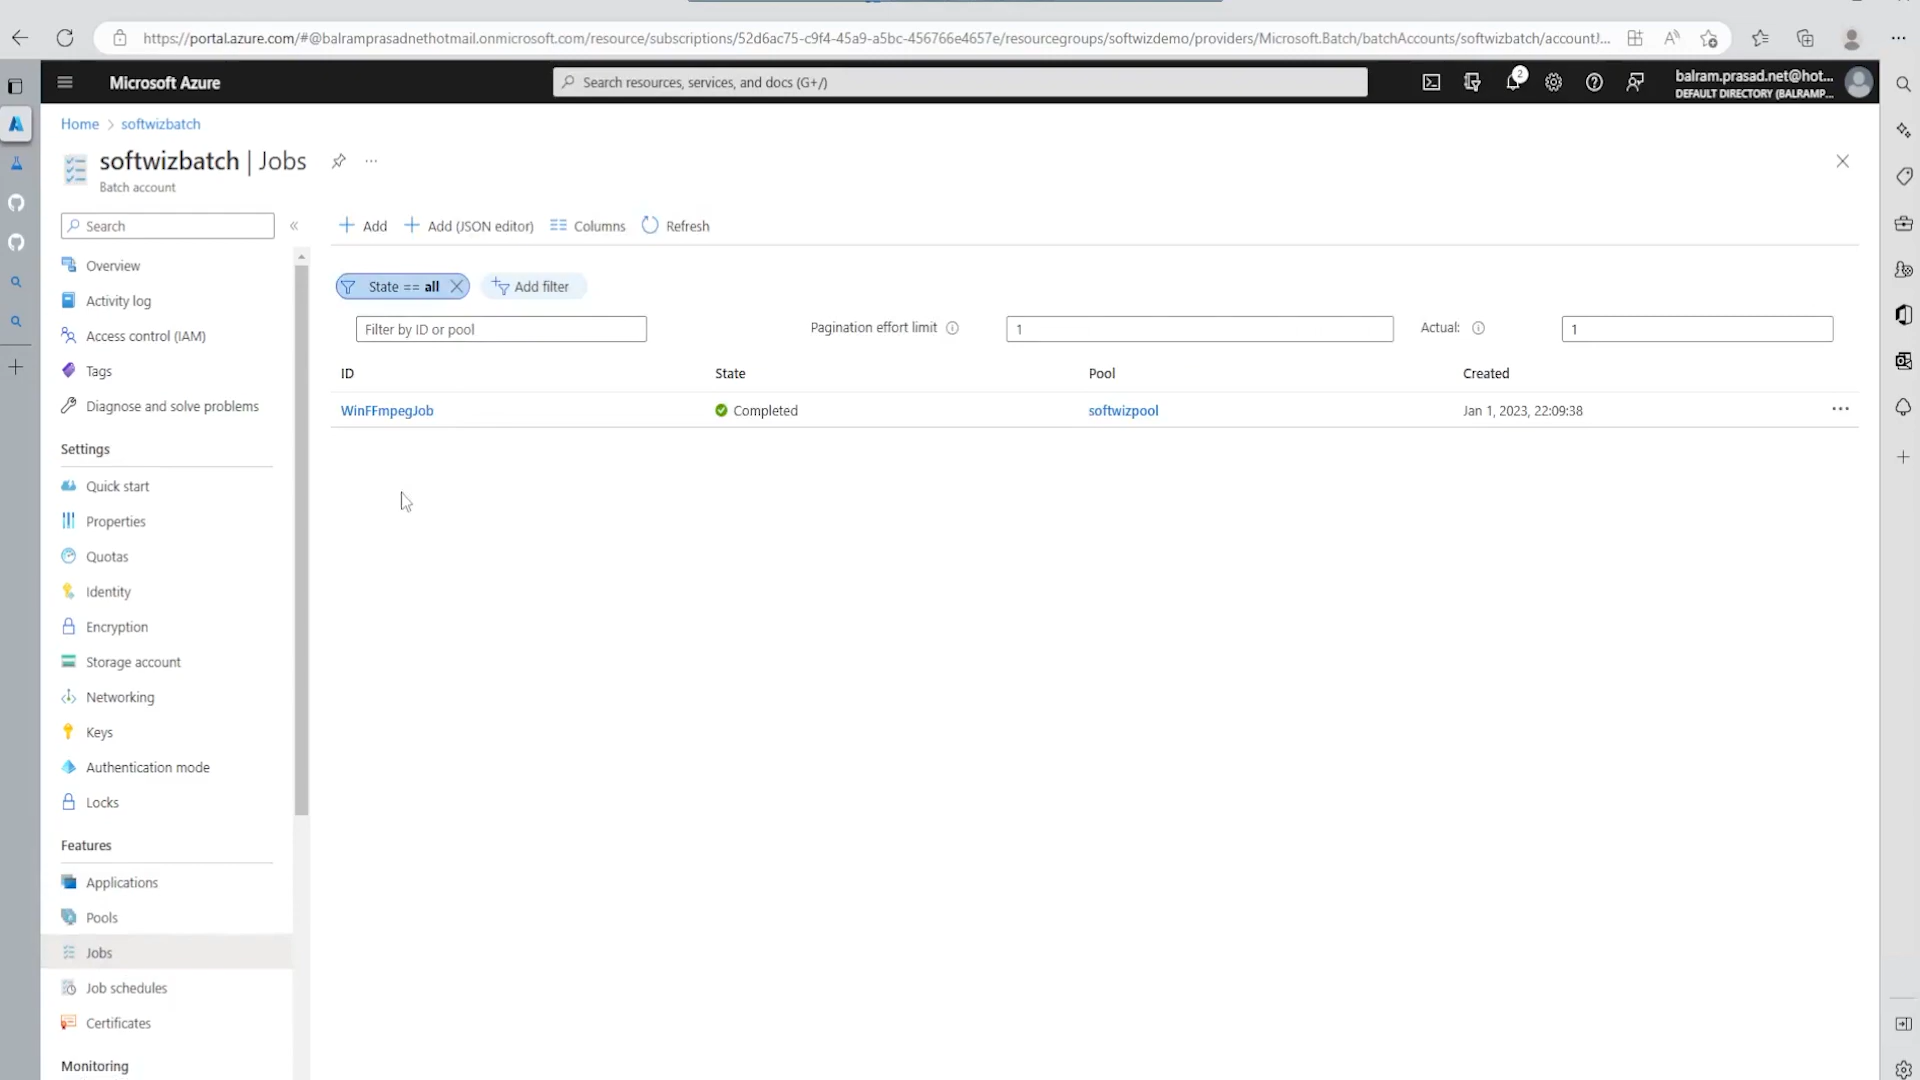 https://portal.azure.com/#@balramprasadnethotmail.onmicrosoft.com/resource/subscriptions/52d6ac75-c9f4-45a9-a5bc-456766e4657e/resourcegroups/softwizdemo/providers/Microsoft.Batch/batchAccounts/softwizbatch/accountJ...
Microsoft Azure
Search resources, services, and docs (G+/)
2
balram.prasad.net@hot...
DEFAULT DIRECTORY (BALRAMP...
Home > softwizbatch
softwizbatch | Jobs
Batch account
Search
Add
Add (JSON editor)
Columns
Refresh
Overview
Activity log
Access control (IAM)
Tags
Diagnose and solve problems
Settings
Quick start
Properties
Quotas
Identity
Encryption
Storage account
Networking
Keys
Authentication mode
Locks
Features
Applications
Pools
Jobs
Job schedules
Certificates
Monitoring
State == all
Add filter
Filter by ID or pool
Pagination effort limit
1
Actual:
1
ID State Pool Created
WinFFmpegJob Completed softwizpool Jan 1, 2023, 22:09:38